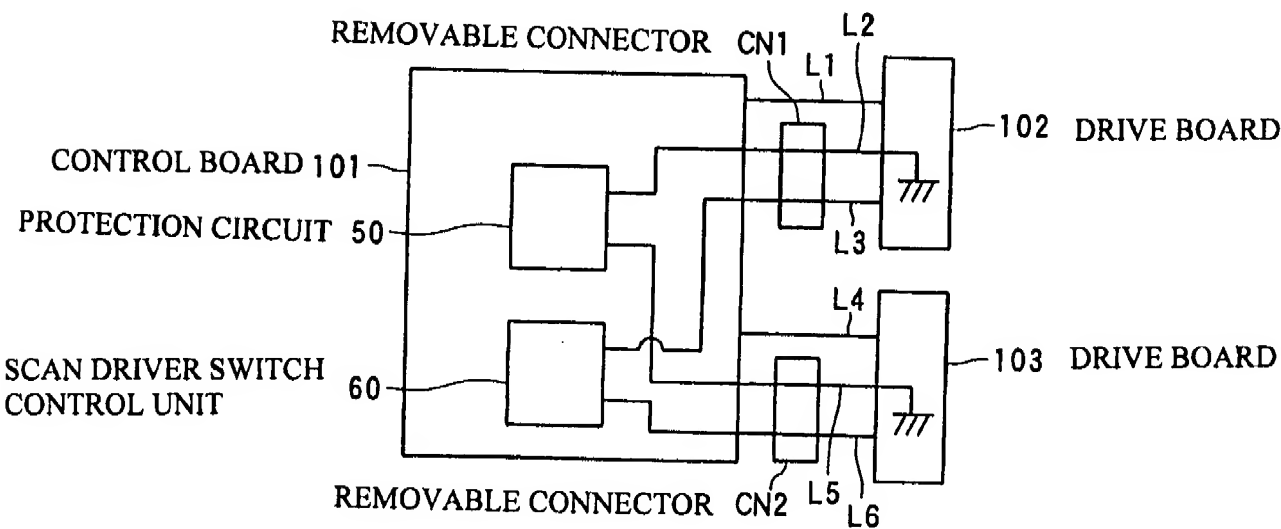 REMOVABLE CONNECTOR CN1 L2
L1
102 DRIVE BOARD
CONTROL BOARD 101
PROTECTION CIRCUIT 50
L3
L4
103 DRIVE BOARD
SCAN DRIVER SWITCH
CONTROL UNIT
60
REMOVABLE CONNECTOR CN2 L5 L6